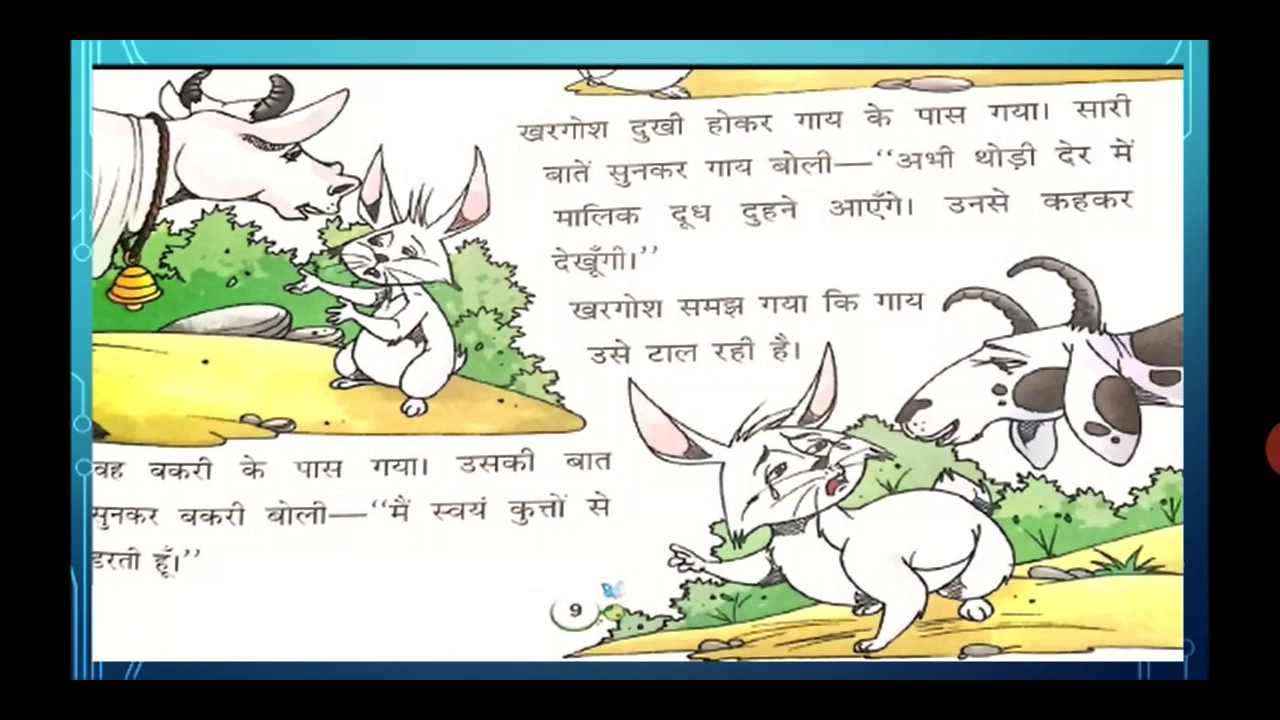 खरगोश दुखी होकर गाय के पास गया। सारी
बातें सुनकर गाय बोली—‘‘अभी थोड़ी देर में
मालिक दूध दुहने आएँगे। उनसे कहकर
देखूँगी।’’
खरगोश समझ गया कि गाय
उसे टाल रही है।
वह बकरी के पास गया। उसकी बात
सुनकर बकरी बोली—‘‘मैं स्वयं कुत्तों से
डरती हूँ।’’
9